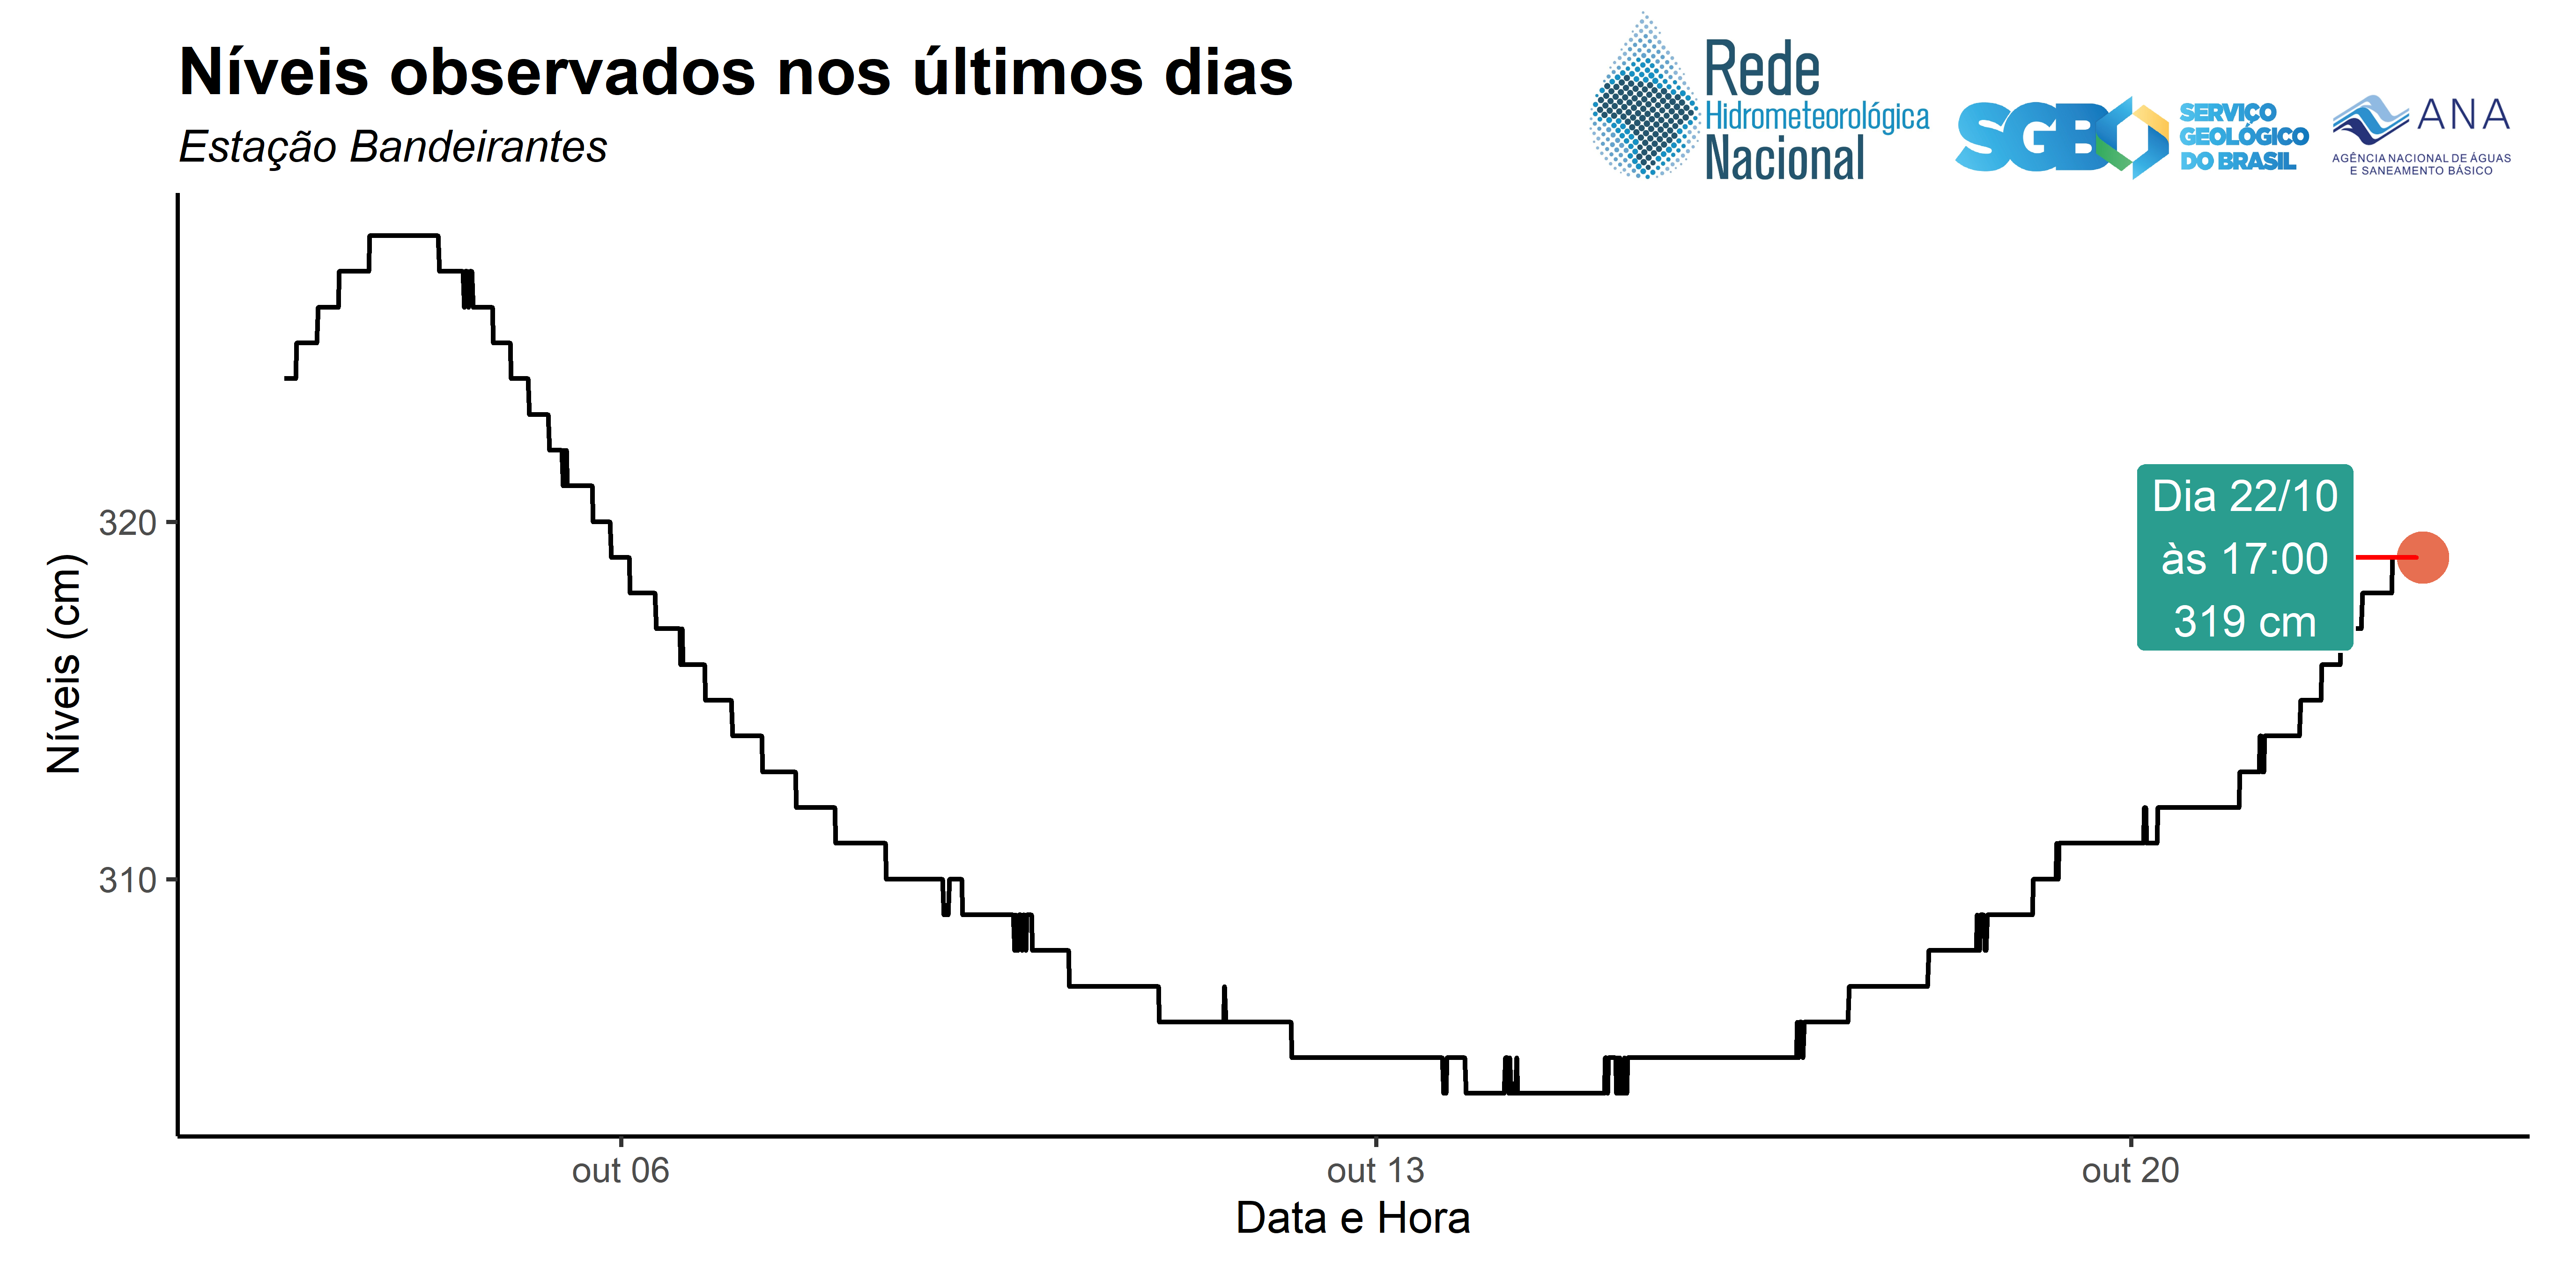 Níveis observados nos últimos dias
Estação Bandeirantes
Rede
Hidrometeorológica
Nacional
SGB
SERVIÇO
GEOLÓGICO
DO BRASIL
ANA
AGÊNCIA NACIONAL DE ÁGUAS
E SANEAMENTO BÁSICO
Níveis (cm)
320
310
Dia 22/10
às 17:00
319 cm
out 06
out 13
out 20
Data e Hora